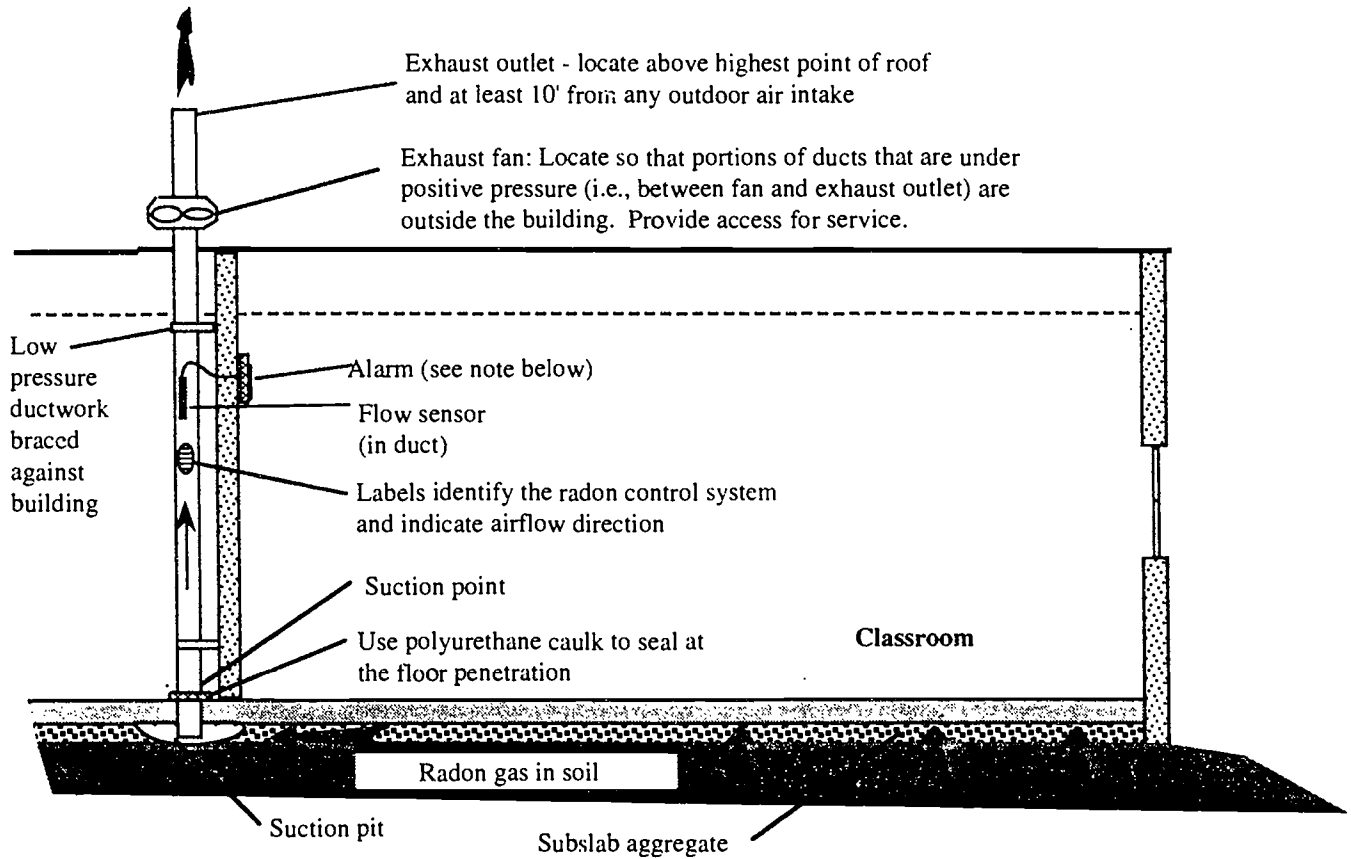 Exhaust outlet - locate above highest point of roof
and at least 10' from any outdoor air intake
Exhaust fan: Locate so that portions of ducts that are under
positive pressure (i.e., between fan and exhaust outlet) are
outside the building. Provide access for service.
Low
pressure
ductwork
braced
against
building
Alarm (see note below)
Flow sensor
(in duct)
Labels identify the radon control system
and indicate airflow direction
Suction point
Use polyurethane caulk to seal at
the floor penetration
Classroom
Radon gas in soil
Suction pit
Subslab aggregate